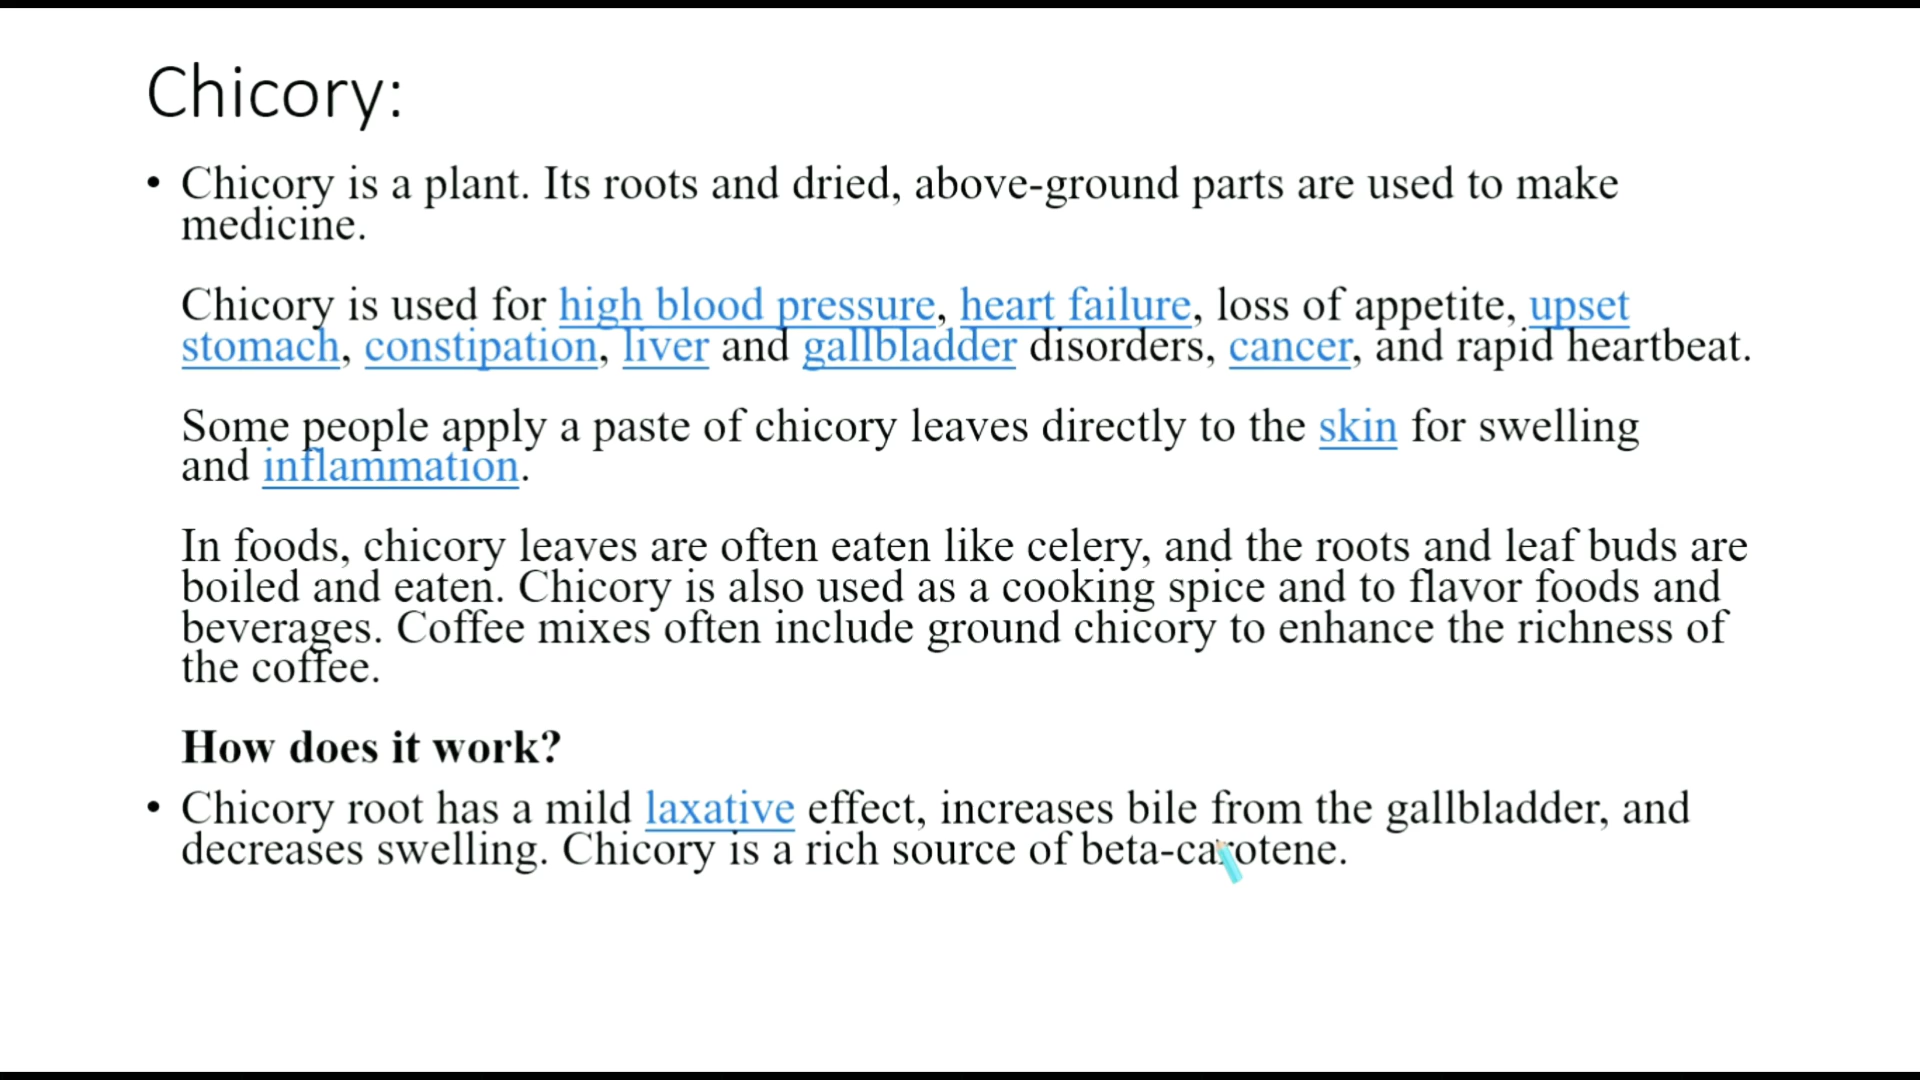 Chicory:
• Chicory is a plant. Its roots and dried, above-ground parts are used to make
medicine.
Chicory is used for high blood pressure, heart failure, loss of appetite, upset
stomach, constipation, liver and gallbladder disorders, cancer, and rapid heartbeat.
Some people apply a paste of chicory leaves directly to the skin for swelling
and inflammation.
In foods, chicory leaves are often eaten like celery, and the roots and leaf buds are
boiled and eaten. Chicory is also used as a cooking spice and to flavor foods and
beverages. Coffee mixes often include ground chicory to enhance the richness of
the coffee.
How does it work?
• Chicory root has a mild laxative effect, increases bile from the gallbladder, and
decreases swelling. Chicory is a rich source of beta-carotene.